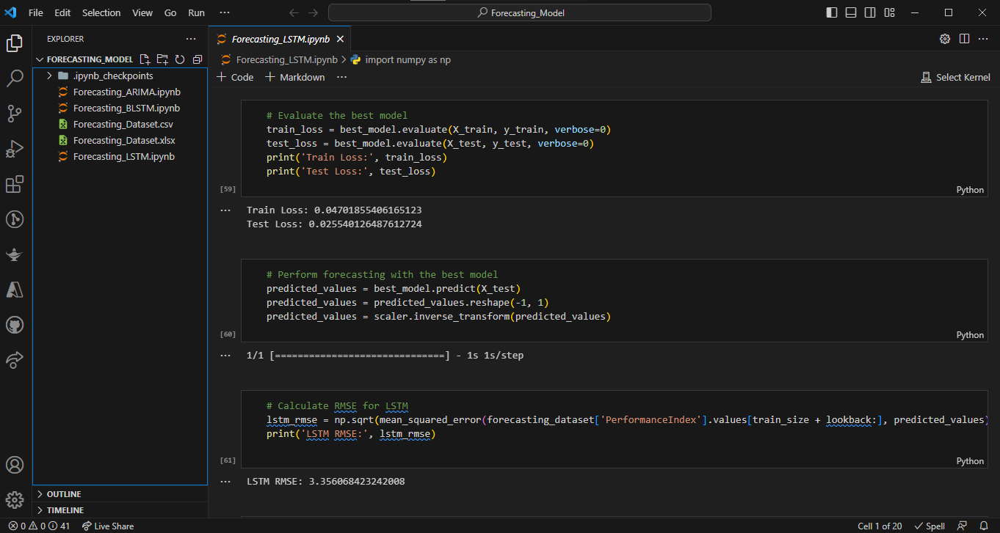 File Edit Selection View Go Run ···
Forecasting_Model
EXPLORER ···
FORECASTING_MODEL
.ipynb_checkpoints
Forecasting_ARIMA.ipynb
Forecasting_BLSTM.ipynb
Forecasting_Dataset.csv
Forecasting_Dataset.xlsx
Forecasting_LSTM.ipynb
OUTLINE
TIMELINE
Forecasting_LSTM.ipynb
Forecasting_LSTM.ipynb > import numpy as np
+ Code + Markdown ···
Select Kernel
# Evaluate the best model
train_loss = best_model.evaluate(X_train, y_train, verbose=0)
test_loss = best_model.evaluate(X_test, y_test, verbose=0)
print('Train Loss:', train_loss)
print('Test Loss:', test_loss)
[59]
Python
···
Train Loss: 0.04701855406165123
Test Loss: 0.025540126487612724
# Perform forecasting with the best model
predicted_values = best_model.predict(X_test)
predicted_values = predicted_values.reshape(-1, 1)
predicted_values = scaler.inverse_transform(predicted_values)
[60]
Python
···
1/1 [==============================] - 1s 1s/step
# Calculate RMSE for LSTM
lstm_rmse = np.sqrt(mean_squared_error(forecasting_dataset['PerformanceIndex'].values[train_size + lookback:], predicted_values)
print('LSTM RMSE:', lstm_rmse)
[61]
Python
···
LSTM RMSE: 3.356068423242008
0 0 41 Live Share
Cell 1 of 20 Spell